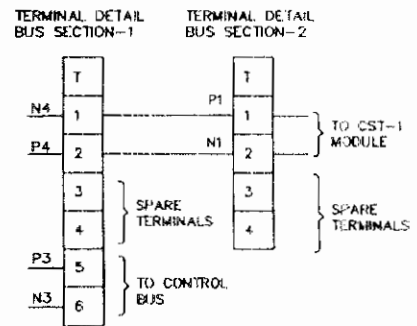 TERMINAL DETAIL
BUS SECTION-1
TERMINAL DETAIL
BUS SECTION-2
T
T
N4
1
P1
1
TO CST-1
MODULE
P4
2
N1
2
3
SPARE
TERMINALS
3
SPARE
TERMINALS
4
4
P3
5
TO CONTROL
BUS
N3
6